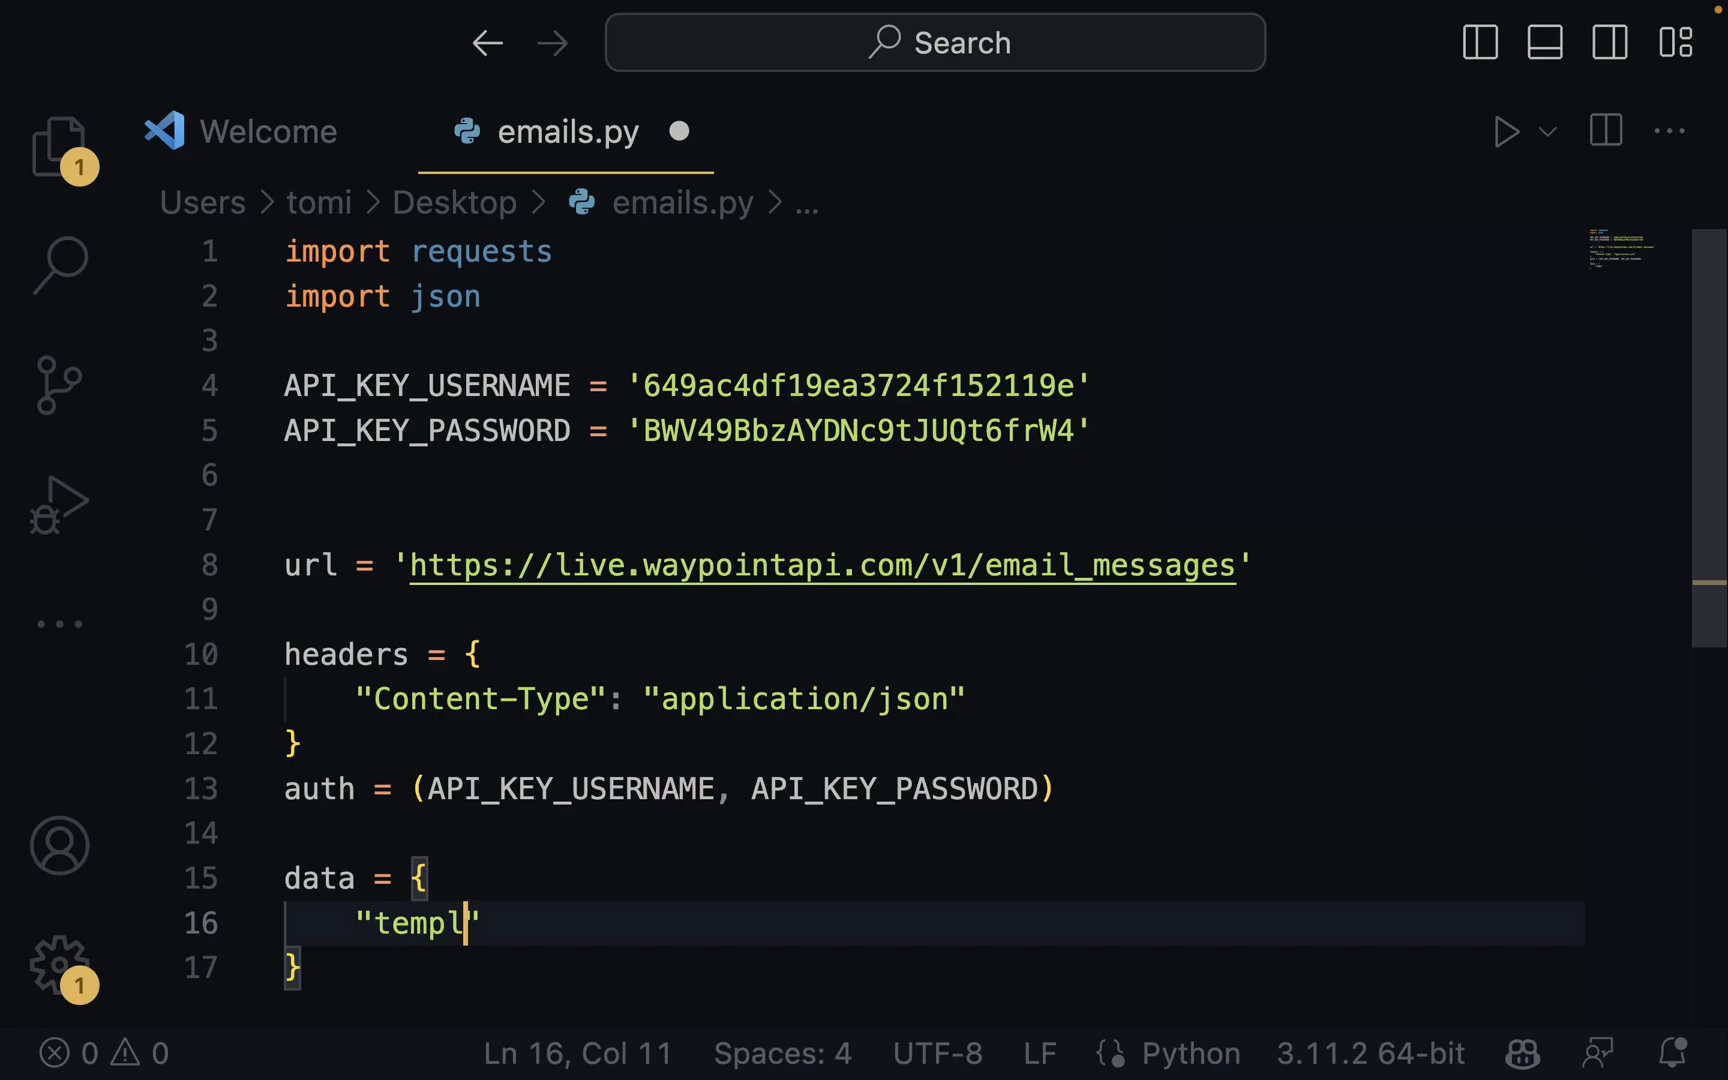 Search
Welcome
emails.py
1
Users > tomi > Desktop > emails.py > ...
1 import requests
2 import json
3
4 API_KEY_USERNAME = '649ac4df19ea3724f152119e'
5 API_KEY_PASSWORD = 'BWV49BbzAYDNc9tJUQt6frW4'
6
7
8 url = 'https://live.waypointapi.com/v1/email_messages'
9
10 headers = {
11 "Content-Type": "application/json"
12 }
13 auth = (API_KEY_USERNAME, API_KEY_PASSWORD)
14
15 data = {
16 "templ"
17 }
1
0 0 Ln 16, Col 11 Spaces: 4 UTF-8 LF Python 3.11.2 64-bit